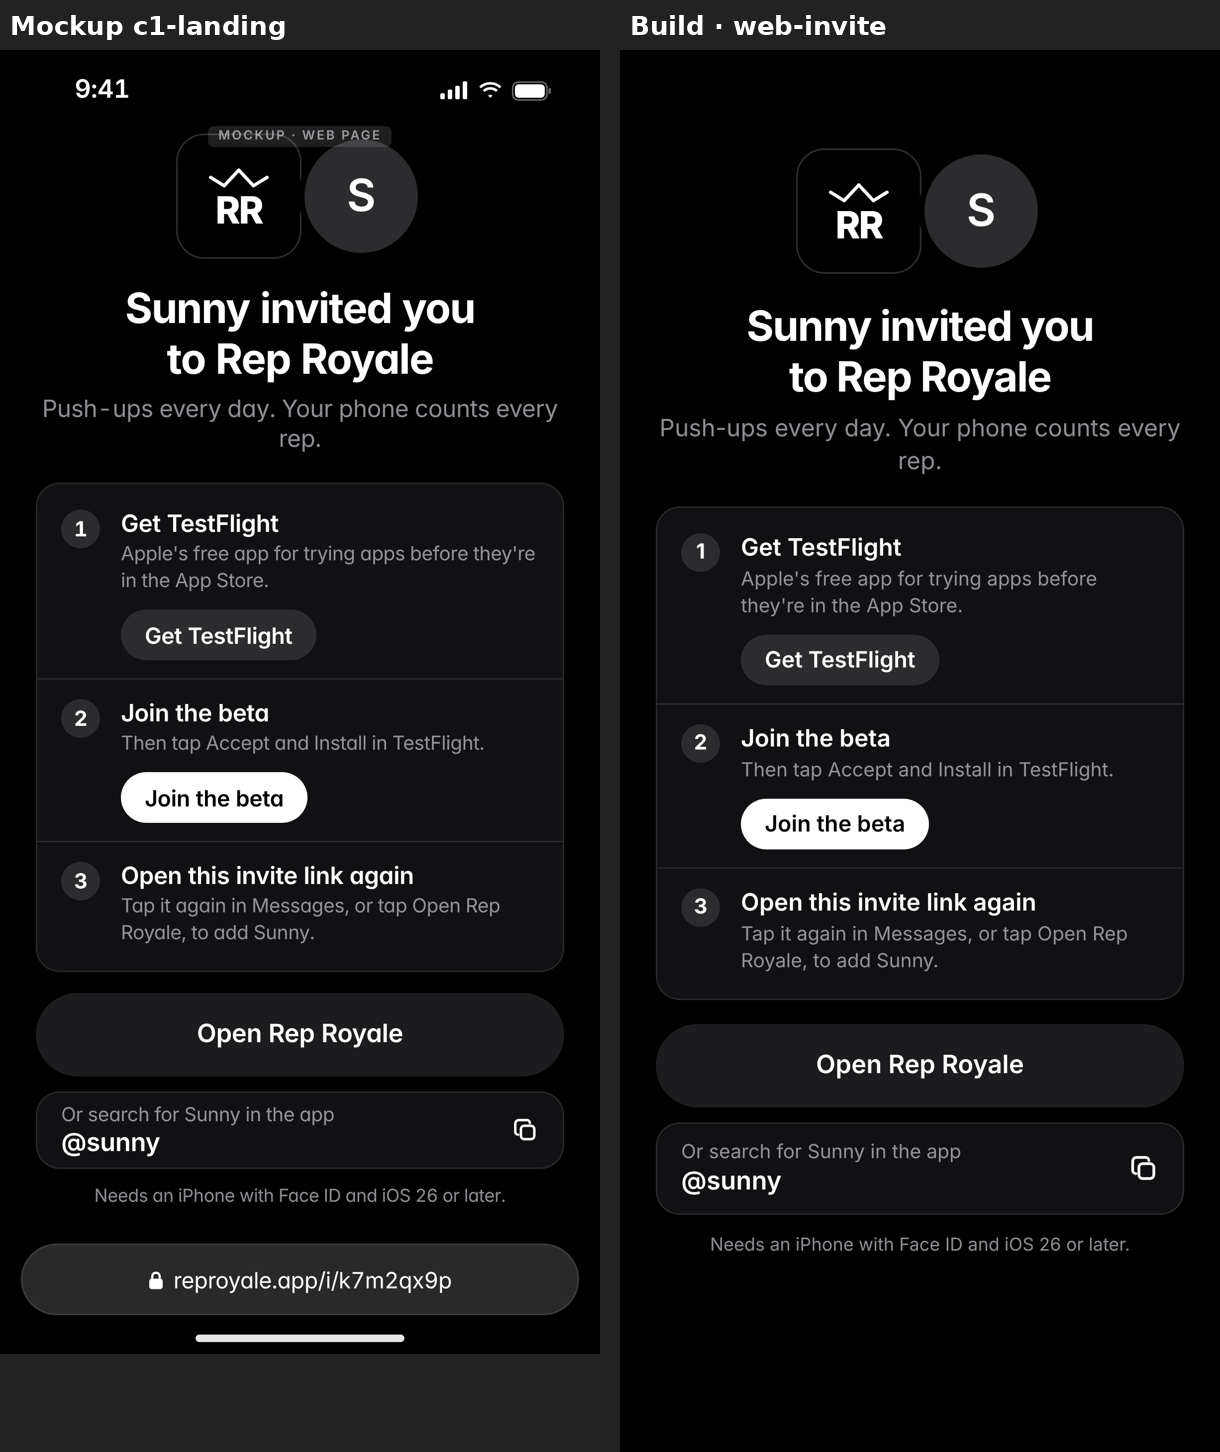 Mockup c1-landing
9:41
MOCKUP · WEB PAGE
RR
S
Sunny invited you
to Rep Royale
Push-ups every day. Your phone counts every
rep.
1
Get TestFlight
Apple's free app for trying apps before they're
in the App Store.
Get TestFlight
2
Join the beta
Then tap Accept and Install in TestFlight.
Join the beta
3
Open this invite link again
Tap it again in Messages, or tap Open Rep
Royale, to add Sunny.
Open Rep Royale
Or search for Sunny in the app
@sunny
Needs an iPhone with Face ID and iOS 26 or later.
reproyale.app/i/k7m2qx9p
Build · web-invite
RR
S
Sunny invited you
to Rep Royale
Push-ups every day. Your phone counts every
rep.
1
Get TestFlight
Apple's free app for trying apps before
they're in the App Store.
Get TestFlight
2
Join the beta
Then tap Accept and Install in TestFlight.
Join the beta
3
Open this invite link again
Tap it again in Messages, or tap Open Rep
Royale, to add Sunny.
Open Rep Royale
Or search for Sunny in the app
@sunny
Needs an iPhone with Face ID and iOS 26 or later.